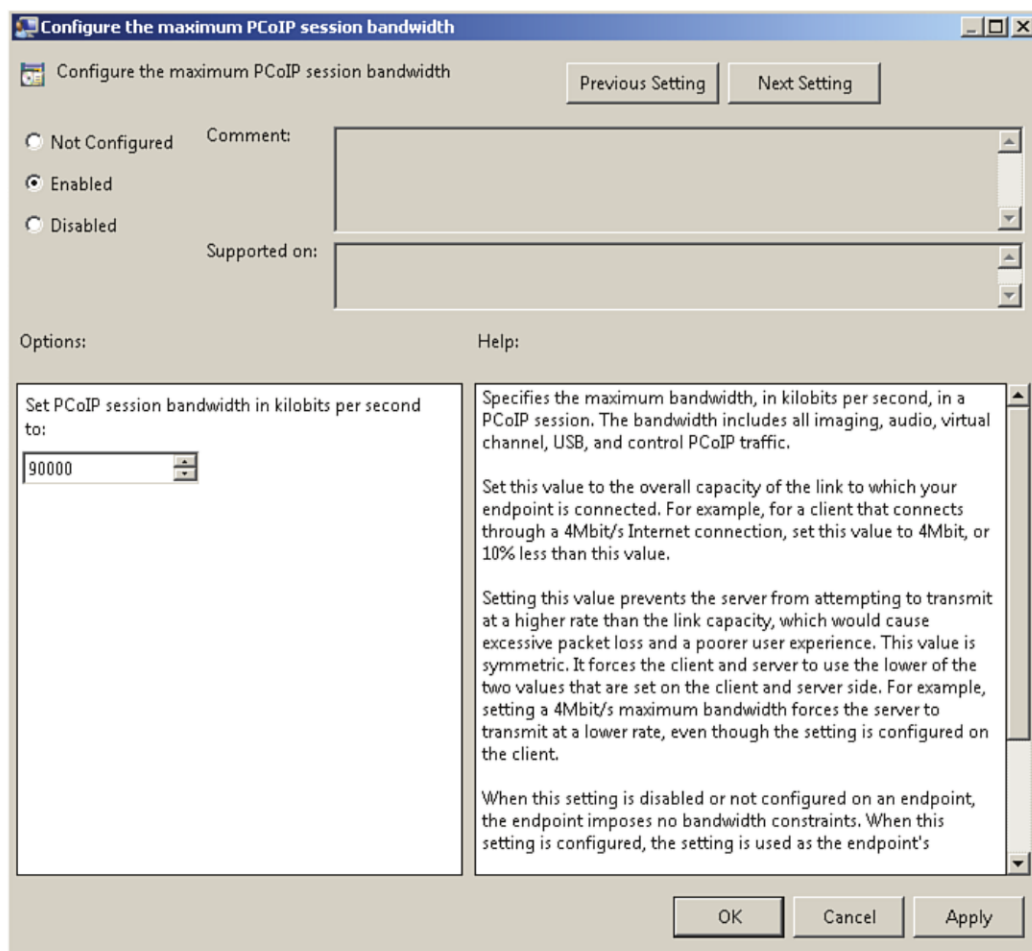 Configure the maximum PCoIP session bandwidth
Configure the maximum PCoIP session bandwidth
Previous Setting
Next Setting
Not Configured
Comment:
Enabled
Disabled
Supported on:
Options:
Help:
Set PCoIP session bandwidth in kilobits per second
to:
90000
Specifies the maximum bandwidth, in kilobits per second, in a
PCoIP session. The bandwidth includes all imaging, audio, virtual
channel, USB, and control PCoIP traffic.
Set this value to the overall capacity of the link to which your
endpoint is connected. For example, for a client that connects
through a 4Mbit/s Internet connection, set this value to 4Mbit, or
10% less than this value.
Setting this value prevents the server from attempting to transmit
at a higher rate than the link capacity, which would cause
excessive packet loss and a poorer user experience. This value is
symmetric. It forces the client and server to use the lower of the
two values that are set on the client and server side. For example,
setting a 4Mbit/s maximum bandwidth forces the server to
transmit at a lower rate, even though the setting is configured on
the client.
When this setting is disabled or not configured on an endpoint,
the endpoint imposes no bandwidth constraints. When this
setting is configured, the setting is used as the endpoint's
OK
Cancel
Apply